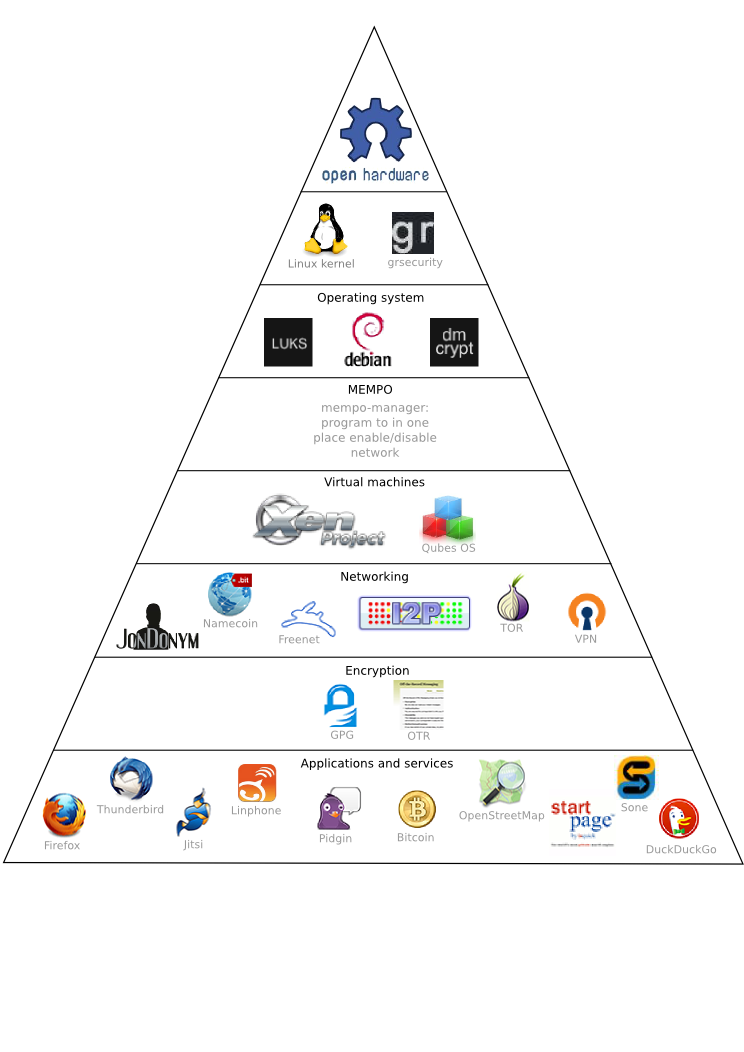 open hardware
gr
Linux kernel
grsecurity
Operating system
LUKS
debian
dm
crypt
MEMPO
mempo-manager:
program to in one
place enable/disable
network
Virtual machines
Xen
Project
Qubes OS
Networking
.bit
Namecoin
JonDonym
Freenet
I2P
TOR
VPN
Encryption
GPG
OTR
Applications and services
Thunderbird
Firefox
Jitsi
Linphone
Pidgin
Bitcoin
OpenStreetMap
start
page
Sone
DuckDuckGo